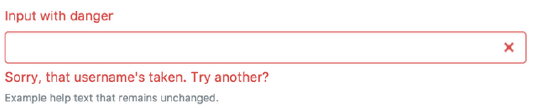 Input with danger
Sorry, that username's taken. Try another?
Example help text that remains unchanged.